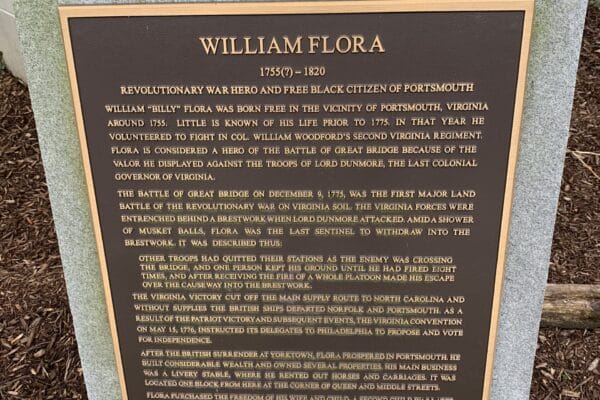 WILLIAM FLORA
1755(?) – 1820
REVOLUTIONARY WAR HERO AND FREE BLACK CITIZEN OF PORTSMOUTH
WILLIAM "BILLY" FLORA WAS BORN FREE IN THE VICINITY OF PORTSMOUTH, VIRGINIA
AROUND 1755. LITTLE IS KNOWN OF HIS LIFE PRIOR TO 1775. IN THAT YEAR HE
VOLUNTEERED TO FIGHT IN COL. WILLIAM WOODFORD'S SECOND VIRGINIA REGIMENT.
FLORA IS CONSIDERED A HERO OF THE BATTLE OF GREAT BRIDGE BECAUSE OF THE
VALOR HE DISPLAYED AGAINST THE TROOPS OF LORD DUNMORE, THE LAST COLONIAL
GOVERNOR OF VIRGINIA.
THE BATTLE OF GREAT BRIDGE ON DECEMBER 9, 1775, WAS THE FIRST MAJOR LAND
BATTLE OF THE REVOLUTIONARY WAR ON VIRGINIA SOIL. THE VIRGINIA FORCES WERE
ENTRENCHED BEHIND A BRESTWORK WHEN LORD DUNMORE ATTACKED. AMID A SHOWER
OF MUSKET BALLS, FLORA WAS THE LAST SENTINEL TO WITHDRAW INTO THE
BRESTWORK. IT WAS DESCRIBED THUS:
OTHER TROOPS HAD QUITTED THEIR STATIONS AS THE ENEMY WAS CROSSING
THE BRIDGE, AND ONE PERSON KEPT HIS GROUND UNTIL HE HAD FIRED EIGHT
TIMES, AND AFTER RECEIVING THE FIRE OF A WHOLE PLATOON MADE HIS ESCAPE
OVER THE CAUSEWAY INTO THE BRESTWORK.
THE VIRGINIA VICTORY CUT OFF THE MAIN SUPPLY ROUTE TO NORTH CAROLINA AND
WITHOUT SUPPLIES THE BRITISH SHIPS DEPARTED NORFOLK AND PORTSMOUTH. AS A
RESULT OF THE PATRIOT VICTORY AND SUBSEQUENT EVENTS, THE VIRGINIA CONVENTION
ON MAY 15, 1776, INSTRUCTED ITS DELEGATES TO PHILADELPHIA TO PROPOSE AND VOTE
FOR INDEPENDENCE.
AFTER THE BRITISH SURRENDER AT YORKTOWN, FLORA PROSPERED IN PORTSMOUTH. HE
BUILT CONSIDERABLE WEALTH AND OWNED SEVERAL PROPERTIES. HIS MAIN BUSINESS
WAS A LIVERY STABLE, WHERE HE RENTED OUT HORSES AND CARRIAGES. IT WAS
LOCATED ONE BLOCK FROM HERE AT THE CORNER OF QUEEN AND MIDDLE STREETS.
FLORA PURCHASED THE FREEDOM OF HIS WIFE AND CHILD. A SECOND CHILD